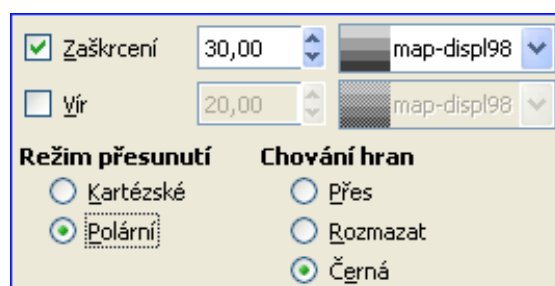 Zaškrcení 30,00 map-displ98
Vír 20,00 map-displ98
Režim přesunutí Chování hran
Kartézské Přes
Polární Rozmazat
Černá